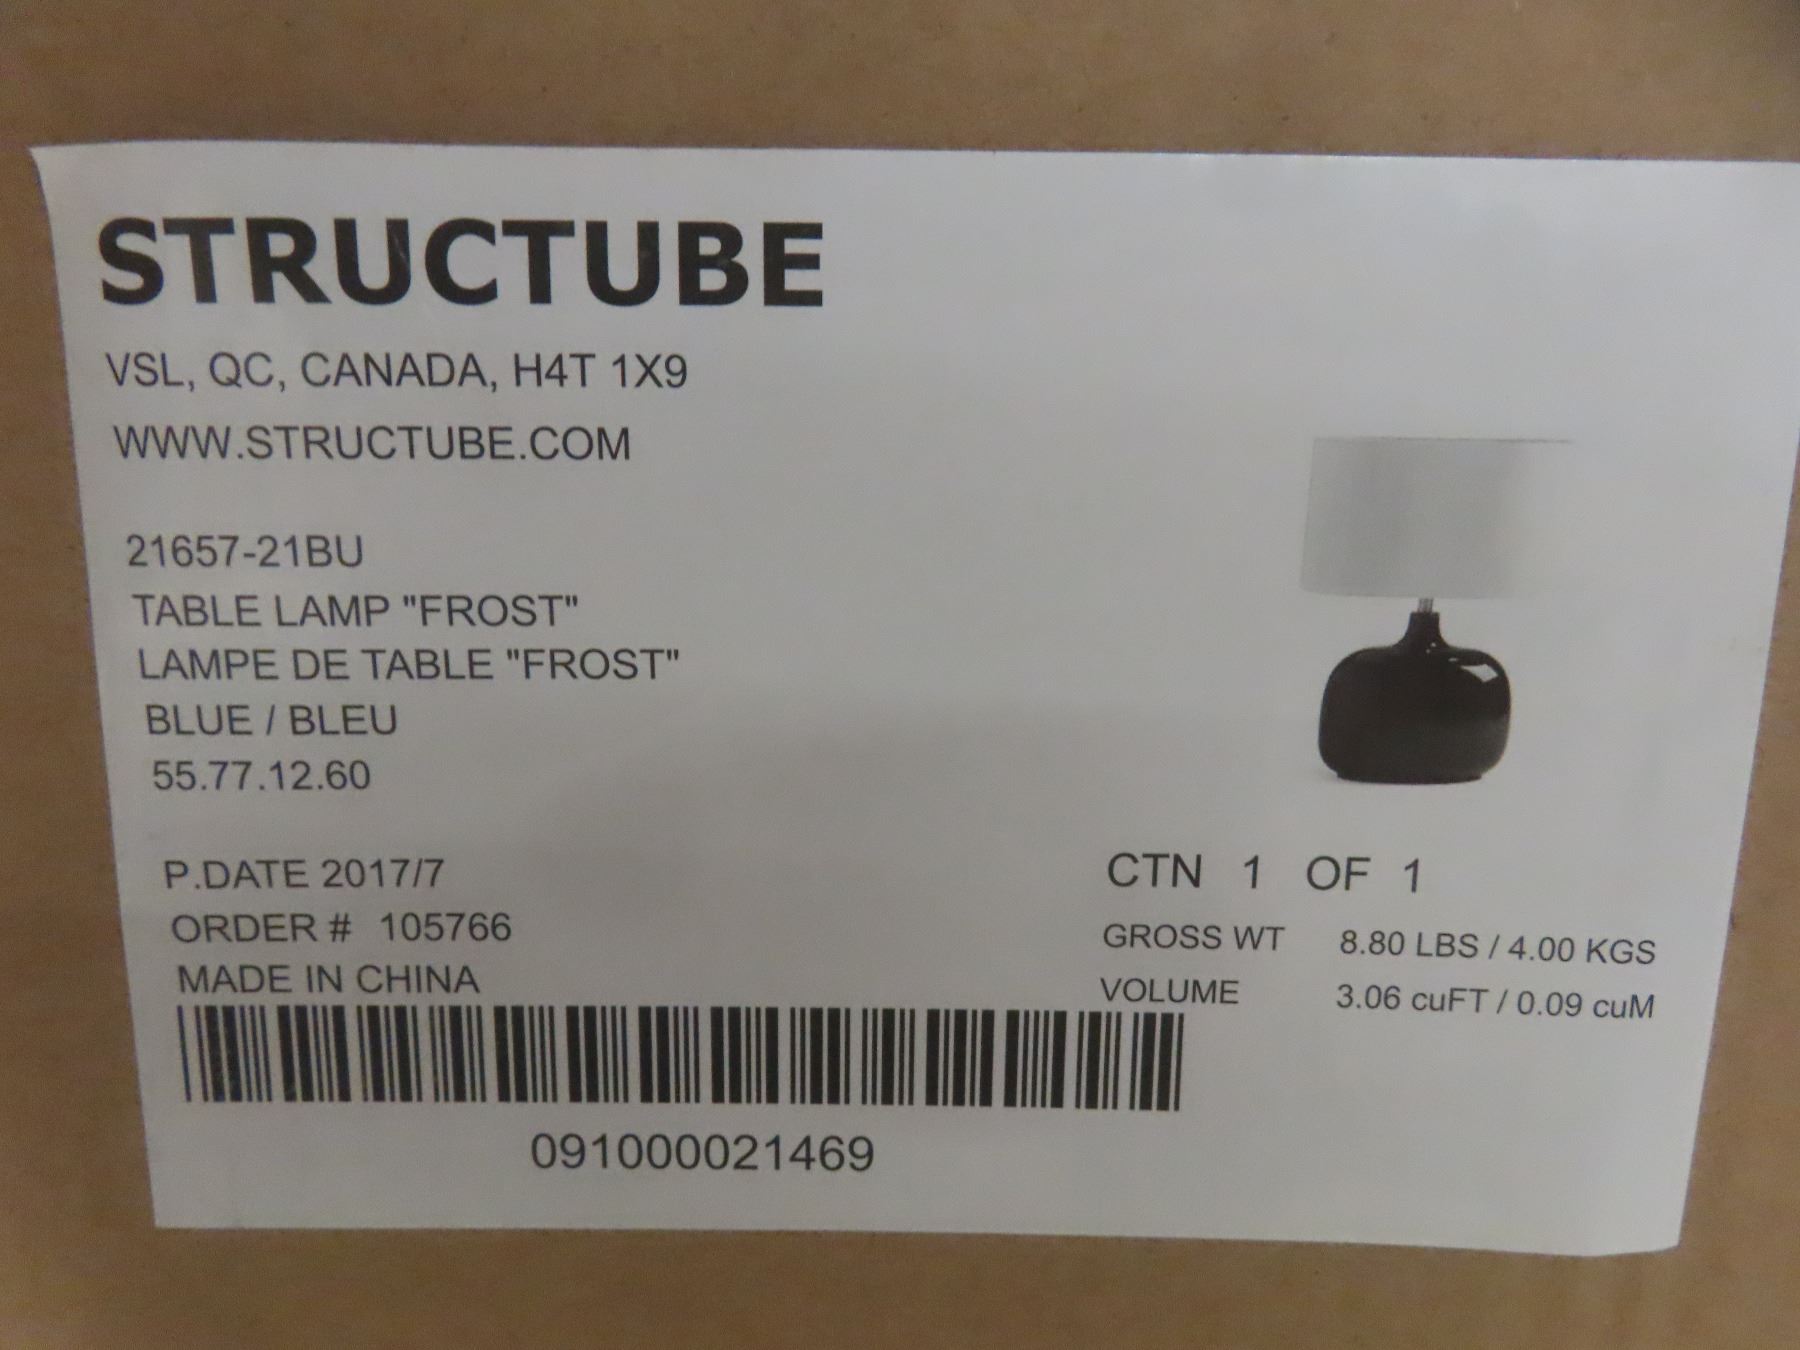 STRUCTUBE
VSL, QC, CANADA, H4T 1X9
WWW.STRUCTUBE.COM
21657-21BU
TABLE LAMP "FROST"
LAMPE DE TABLE "FROST"
BLUE / BLEU
55.77.12.60
P.DATE 2017/7
ORDER # 105766
MADE IN CHINA
CTN 1 OF 1
GROSS WT 8.80 LBS / 4.00 KGS
VOLUME 3.06 cuFT / 0.09 cuM
091000021469